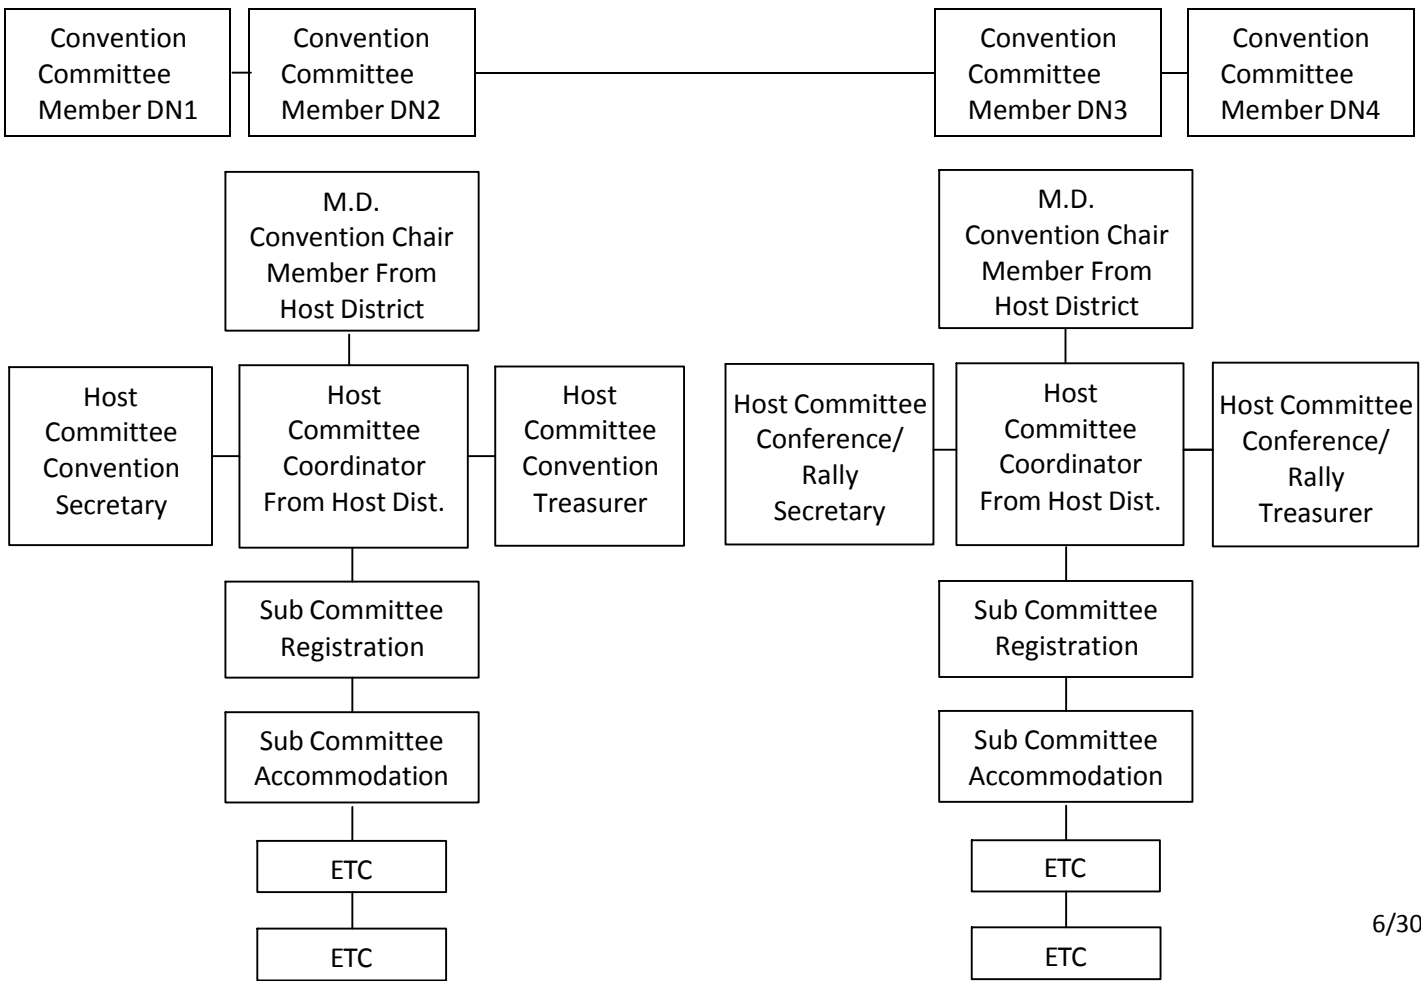 Convention
Committee
Member DN1
Convention
Committee
Member DN2
Convention
Committee
Member DN3
Convention
Committee
Member DN4
M.D.
Convention Chair
Member From
Host District
M.D.
Convention Chair
Member From
Host District
Host
Committee
Convention
Secretary
Host
Committee
Coordinator
From Host Dist.
Host
Committee
Convention
Treasurer
Host Committee
Conference/
Rally
Secretary
Host
Committee
Coordinator
From Host Dist.
Host Committee
Conference/
Rally
Treasurer
Sub Committee
Registration
Sub Committee
Registration
Sub Committee
Accommodation
Sub Committee
Accommodation
ETC
ETC
6/30
ETC
ETC